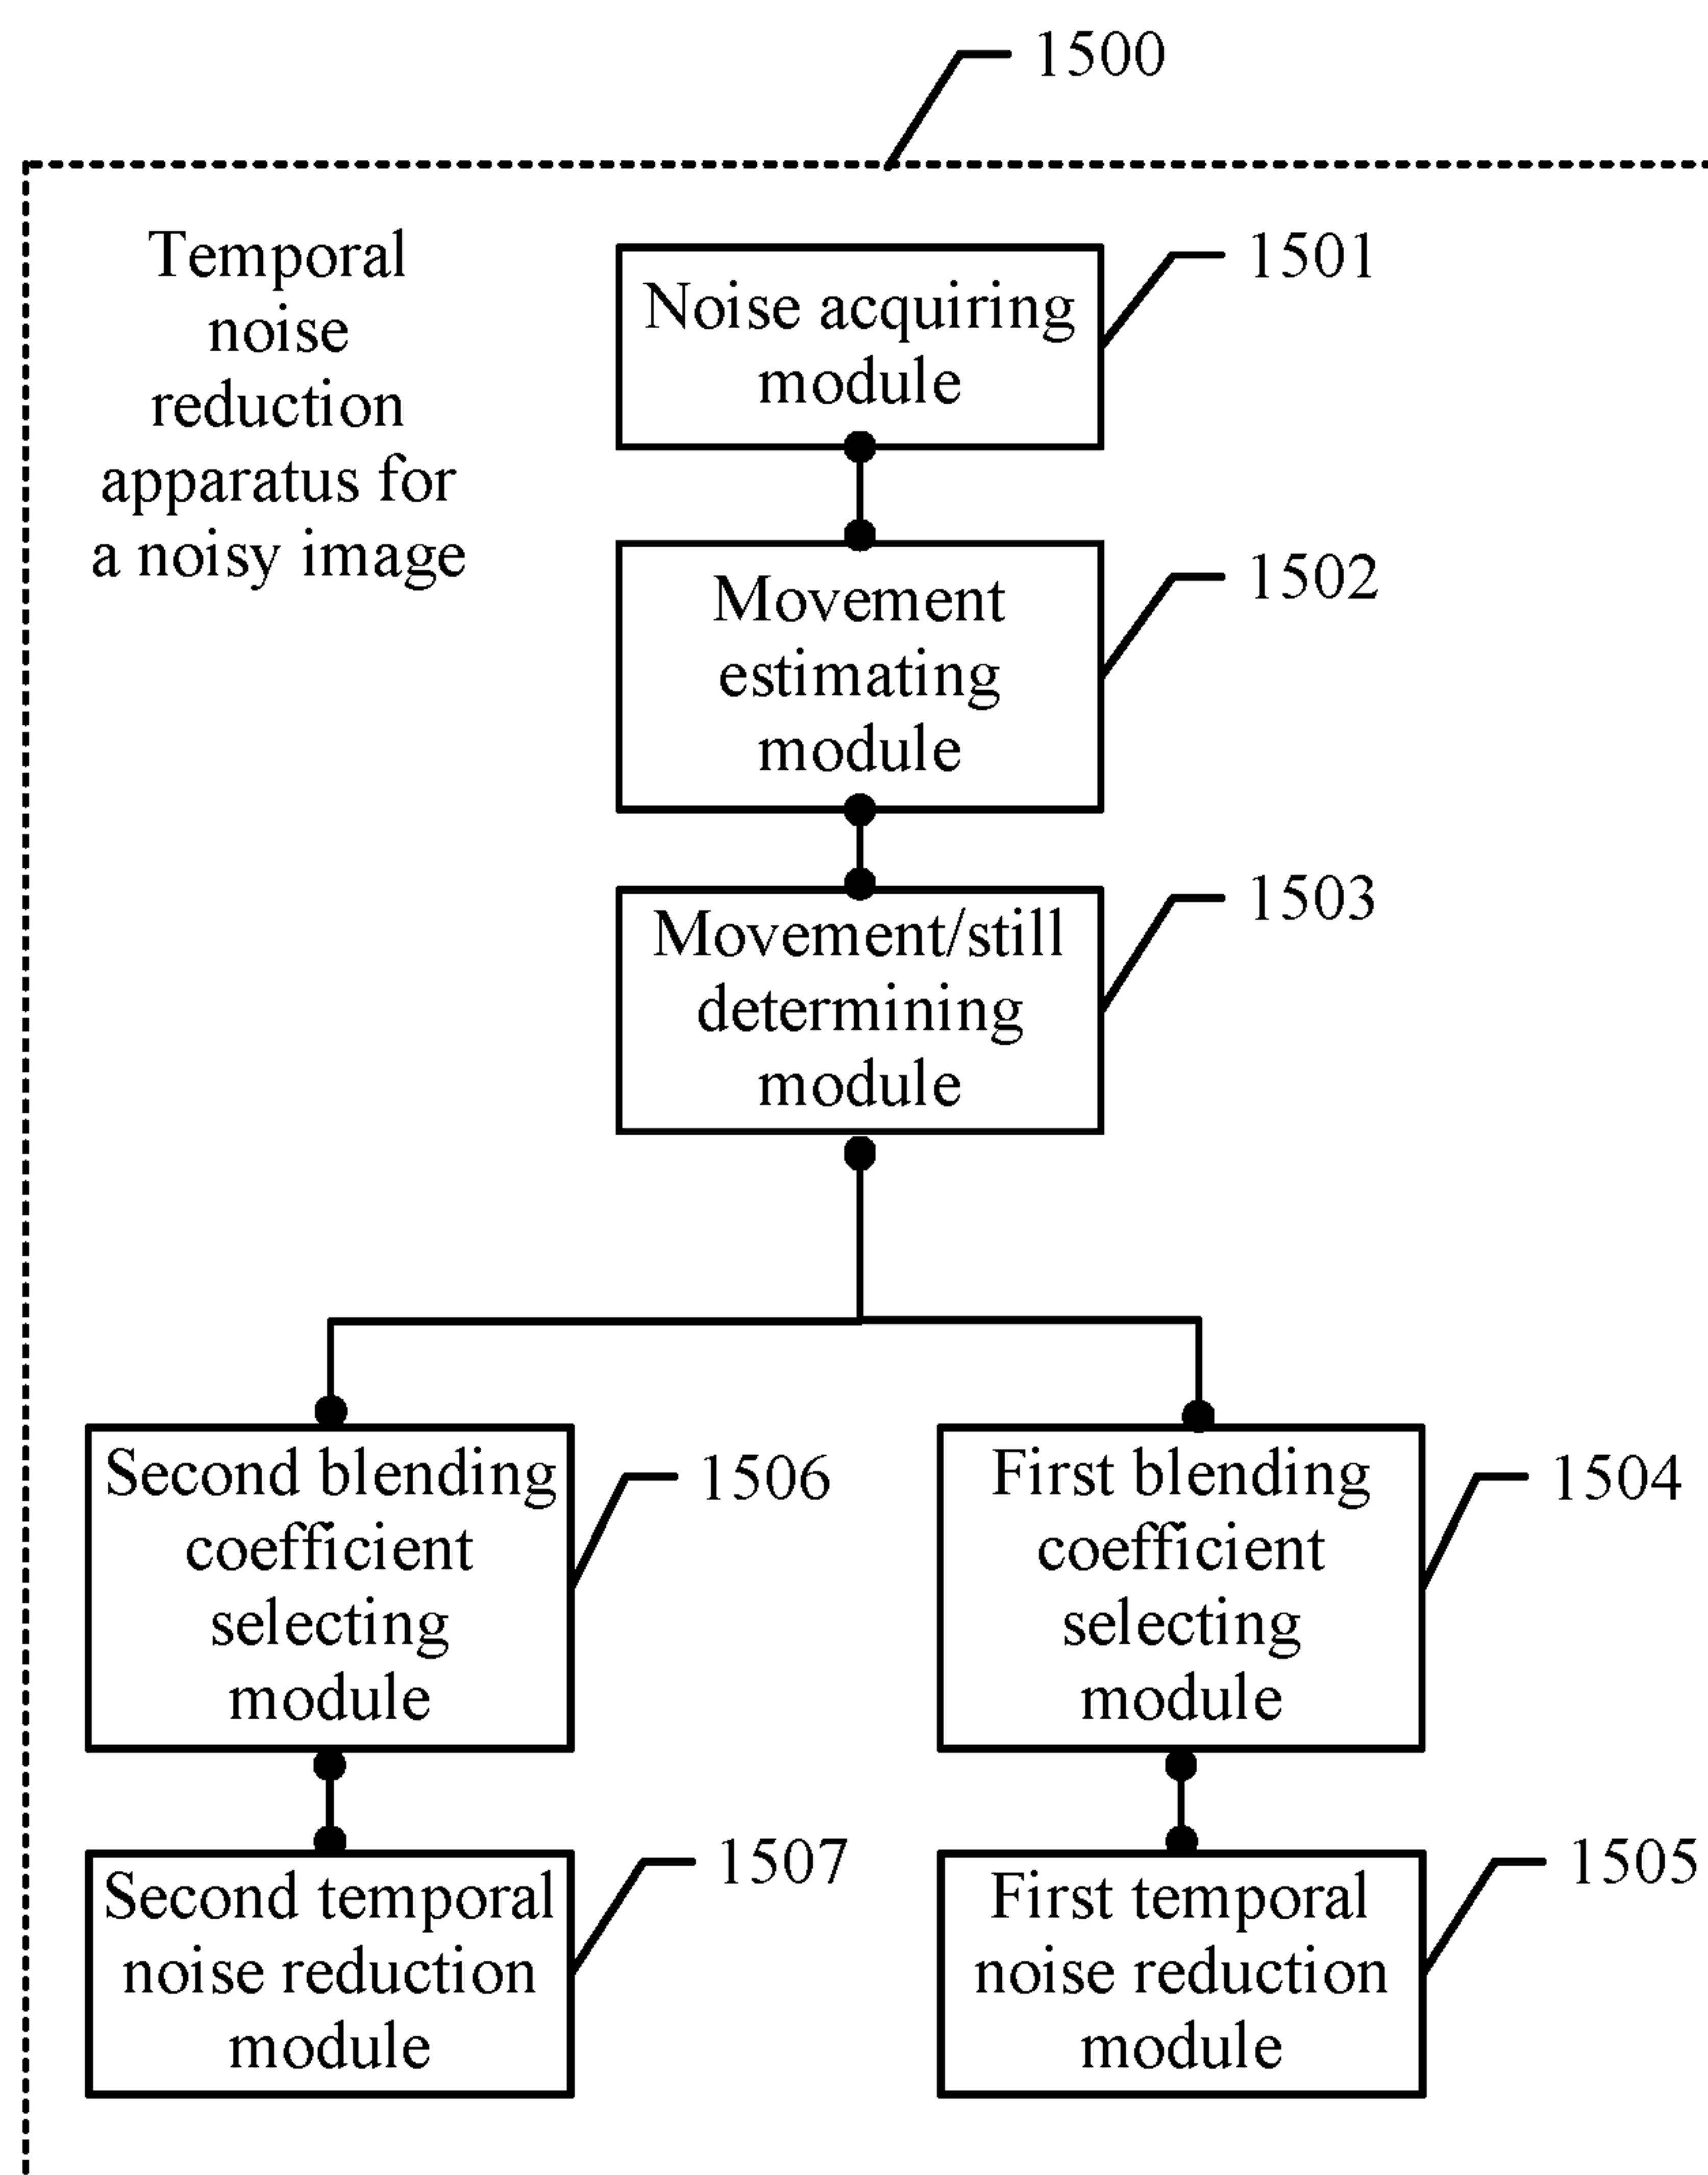 1500
Temporal
noise
reduction
apparatus for
a noisy image
Noise acquiring
module
1501
Movement
estimating
module
1502
Movement/still
determining
module
1503
Second blending
coefficient
selecting
module
1506
First blending
coefficient
selecting
module
1504
Second temporal
noise reduction
module
1507
First temporal
noise reduction
module
1505